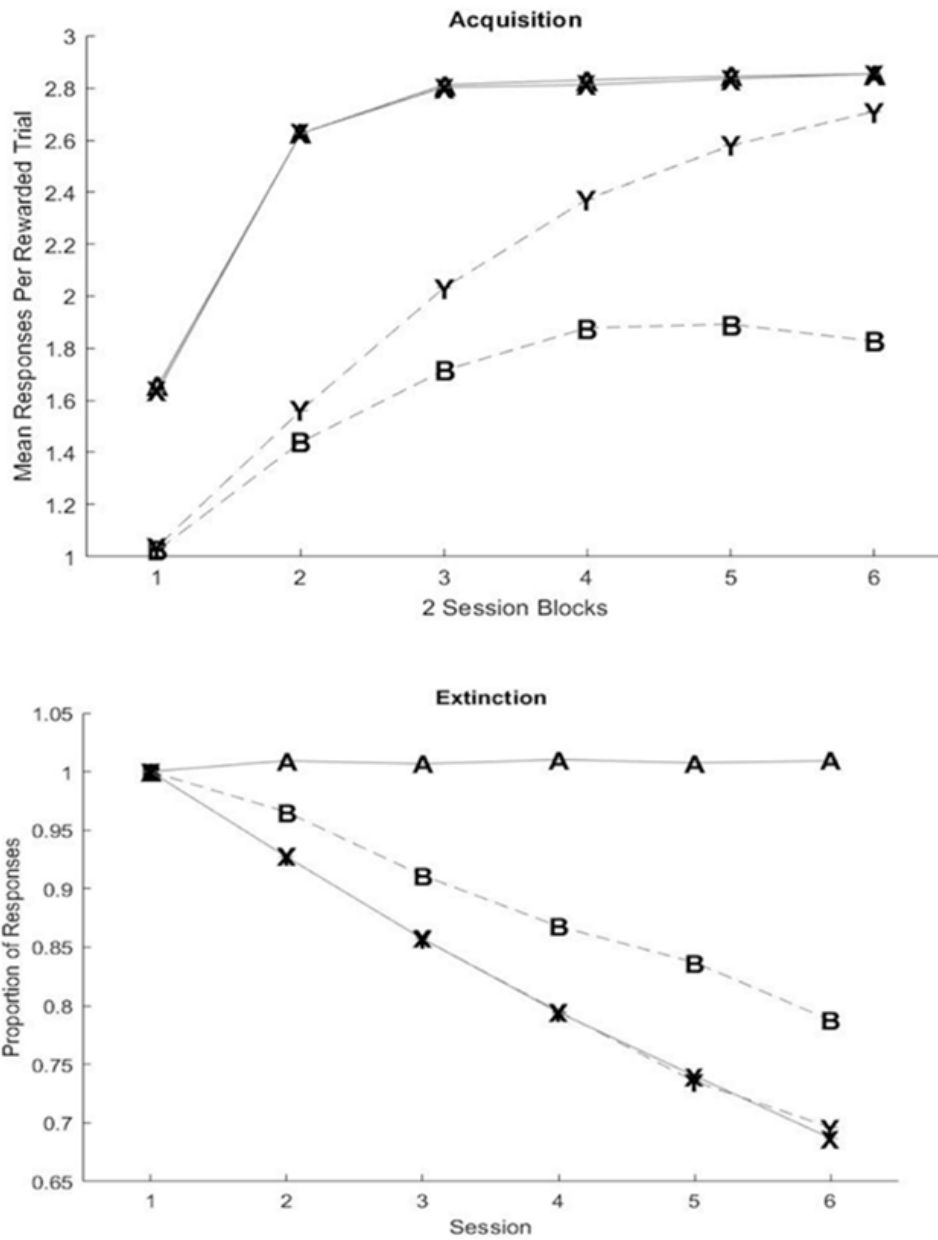 Acquisition
3
2.8
2.6
2.4
2.2
2
1.8
1.6
1.4
1.2
1
Mean Responses Per Rewarded Trial
A A A A A A
X X X X X X
Y Y Y Y Y Y
B B B B B B
1 2 3 4 5 6
2 Session Blocks
Extinction
1.05
1
0.95
0.9
0.85
0.8
0.75
0.7
0.65
Proportion of Responses
A A A A A
B B B B B
X X X X X
Y Y
1 2 3 4 5 6
Session